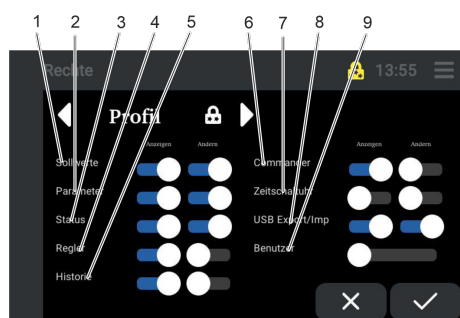 1 2 3 4 5 6 7 8 9
Rechte 13:55
Profil
Anzeigen Ändern Anzeigen Ändern
Sollwerte Commander
Parameter Zeitschaltuhr
Status USB Export/Imp
Regler Benutzer
Historie